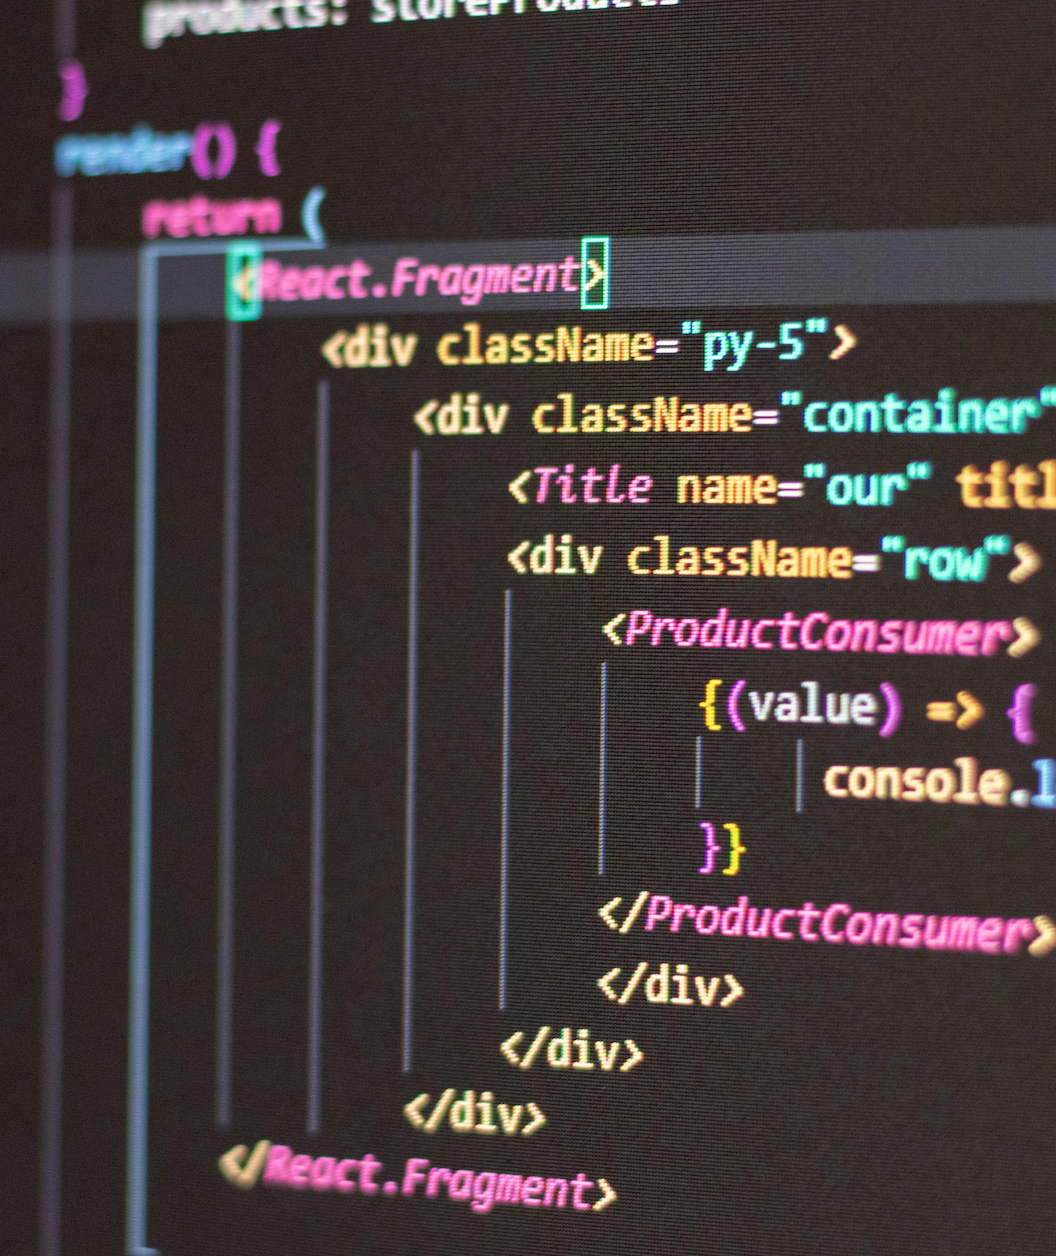 products: storeProducts
}
render() {
return (
<React.Fragment>
<div className="py-5">
<div className="container"
<Title name="our" titl
<div className="row">
<ProductConsumer>
{(value) => {
console.l
}}
</ProductConsumer>
</div>
</div>
</div>
</React.Fragment>